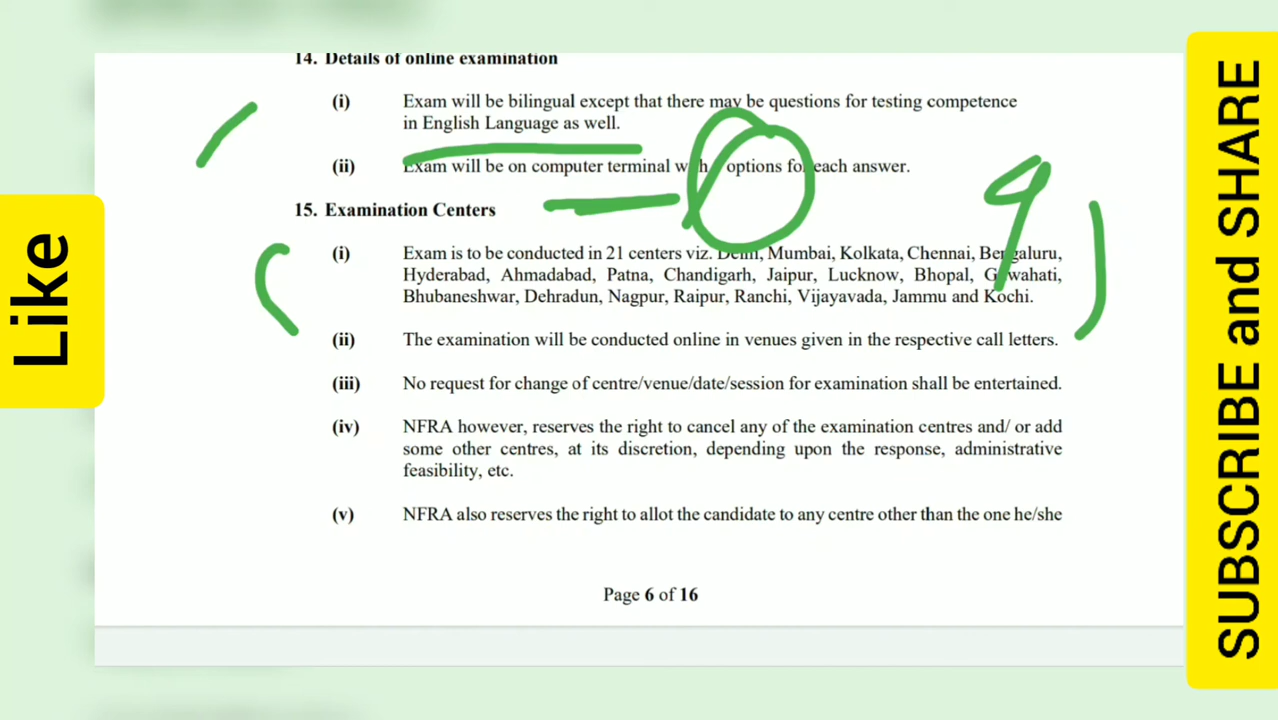 14. Details of online examination
(i) Exam will be bilingual except that there may be questions for testing competence
in English Language as well.
(ii) Exam will be on computer terminal with options for each answer.
15. Examination Centers
(i) Exam is to be conducted in 21 centers viz. Delhi, Mumbai, Kolkata, Chennai, Bengaluru,
Hyderabad, Ahmadabad, Patna, Chandigarh, Jaipur, Lucknow, Bhopal, Guwahati,
Bhubaneshwar, Dehradun, Nagpur, Raipur, Ranchi, Vijayavada, Jammu and Kochi.
(ii) The examination will be conducted online in venues given in the respective call letters.
(iii) No request for change of centre/venue/date/session for examination shall be entertained.
(iv) NFRA however, reserves the right to cancel any of the examination centres and/ or add
some other centres, at its discretion, depending upon the response, administrative
feasibility, etc.
(v) NFRA also reserves the right to allot the candidate to any centre other than the one he/she
Page 6 of 16
Like
SUBSCRIBE and SHARE